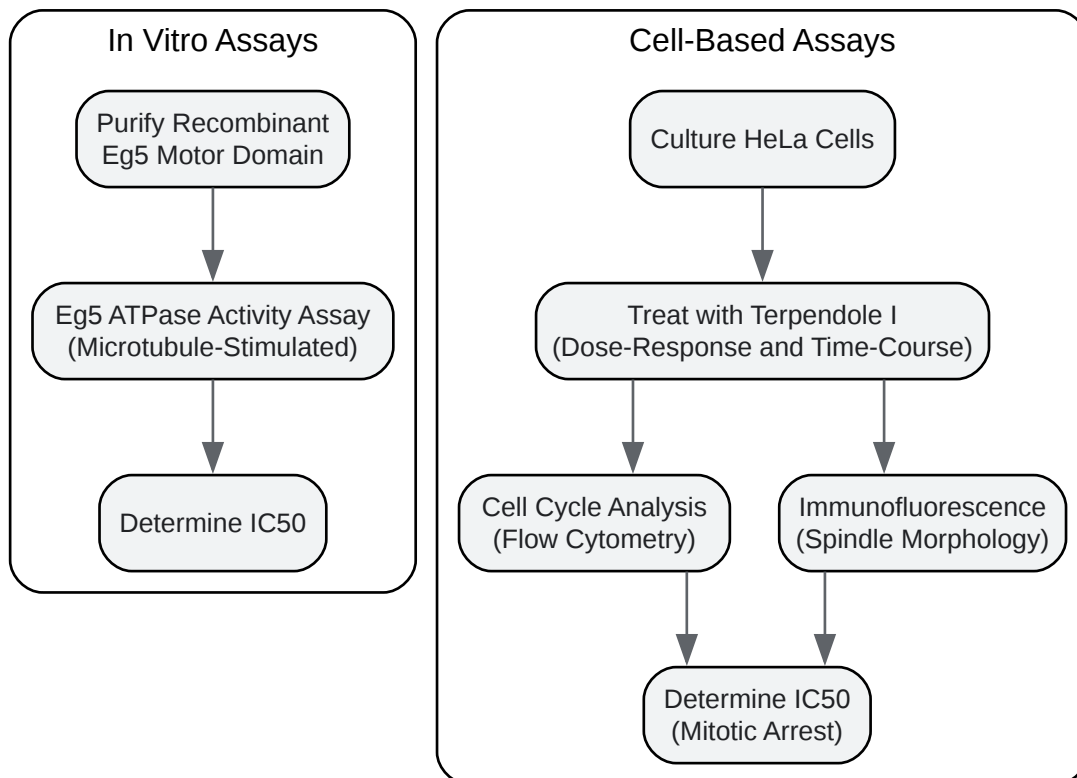 In Vitro Assays
Purify Recombinant
Eg5 Motor Domain
Eg5 ATPase Activity Assay
(Microtubule-Stimulated)
Determine IC50
Cell-Based Assays
Culture HeLa Cells
Treat with Terpendole I
(Dose-Response and Time-Course)
Cell Cycle Analysis
(Flow Cytometry)
Immunofluorescence
(Spindle Morphology)
Determine IC50
(Mitotic Arrest)